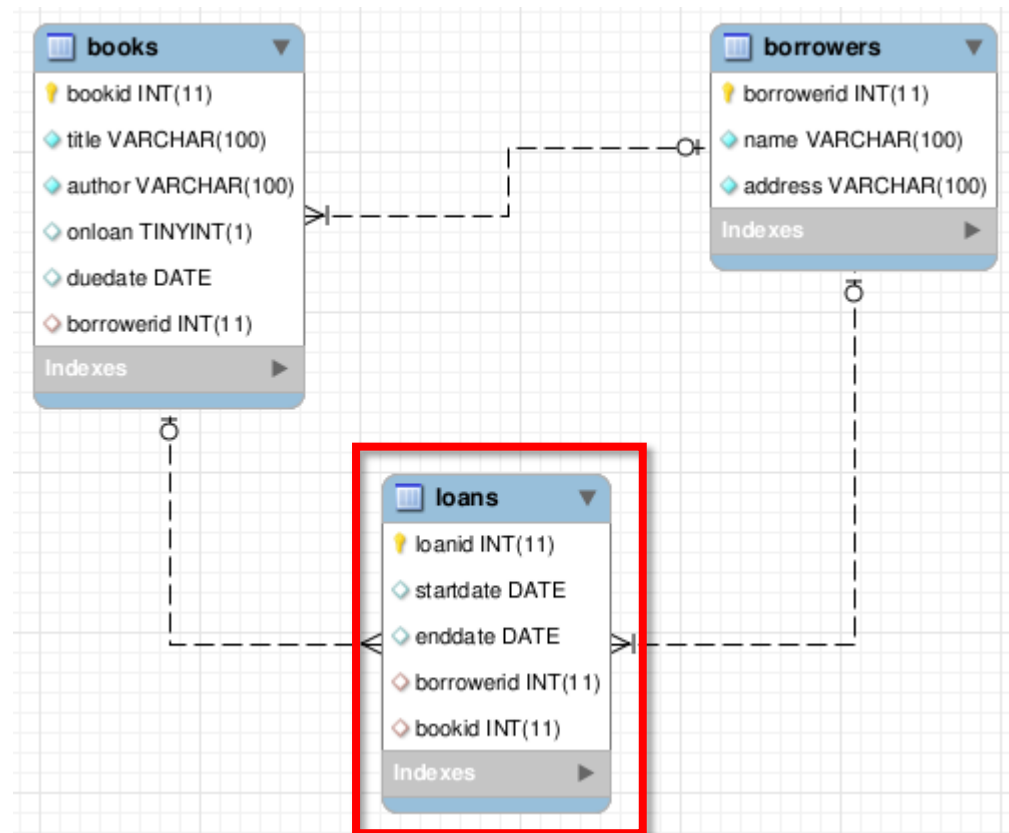 books
bookid INT(11)
title VARCHAR(100)
author VARCHAR(100)
onloan TINYINT(1)
duedate DATE
borrowerid INT(11)
Indexes
borrowers
borrowerid INT(11)
name VARCHAR(100)
address VARCHAR(100)
Indexes
loans
loanid INT(11)
startdate DATE
enddate DATE
borrowerid INT(11)
bookid INT(11)
Indexes